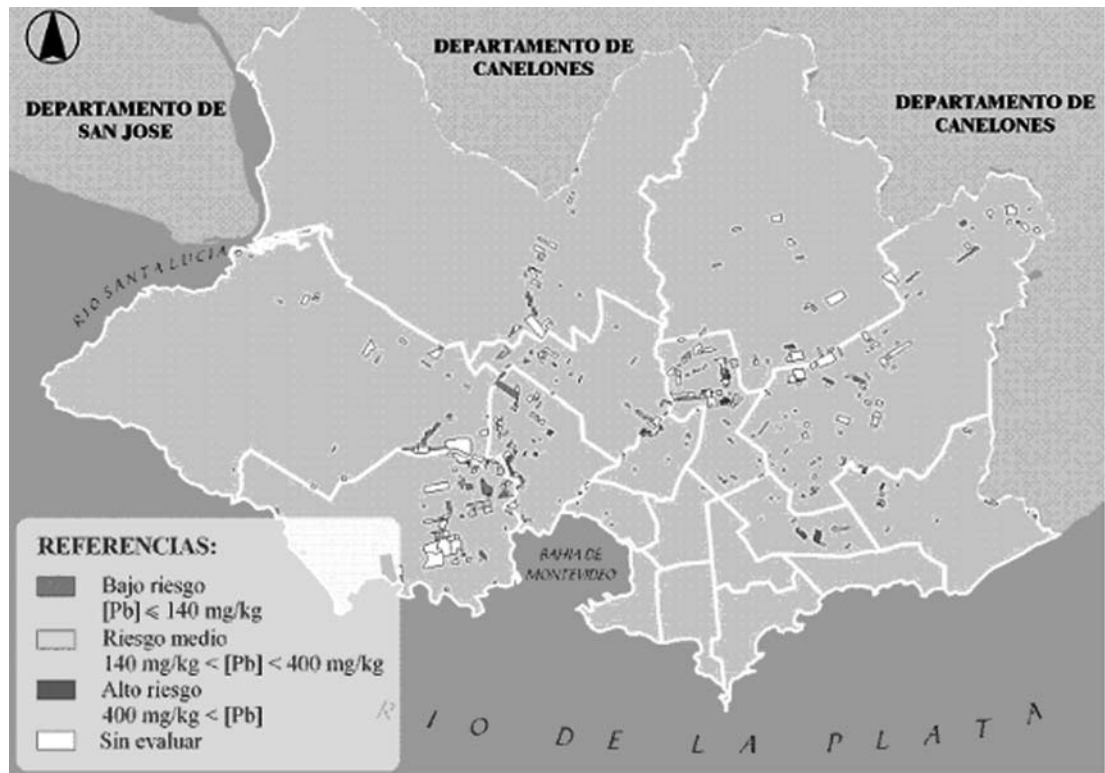 DEPARTAMENTO DE
CANELONES
DEPARTAMENTO DE
SAN JOSE
DEPARTAMENTO DE
CANELONES
RIO SANTA LUCIA
BAHIA DE
MONTEVIDEO
REFERENCIAS:
Bajo riesgo
[Pb] ⩽ 140 mg/kg
Riesgo medio
140 mg/kg < [Pb] < 400 mg/kg
Alto riesgo
400 mg/kg < [Pb]
Sin evaluar
RIO DE LA PLATA